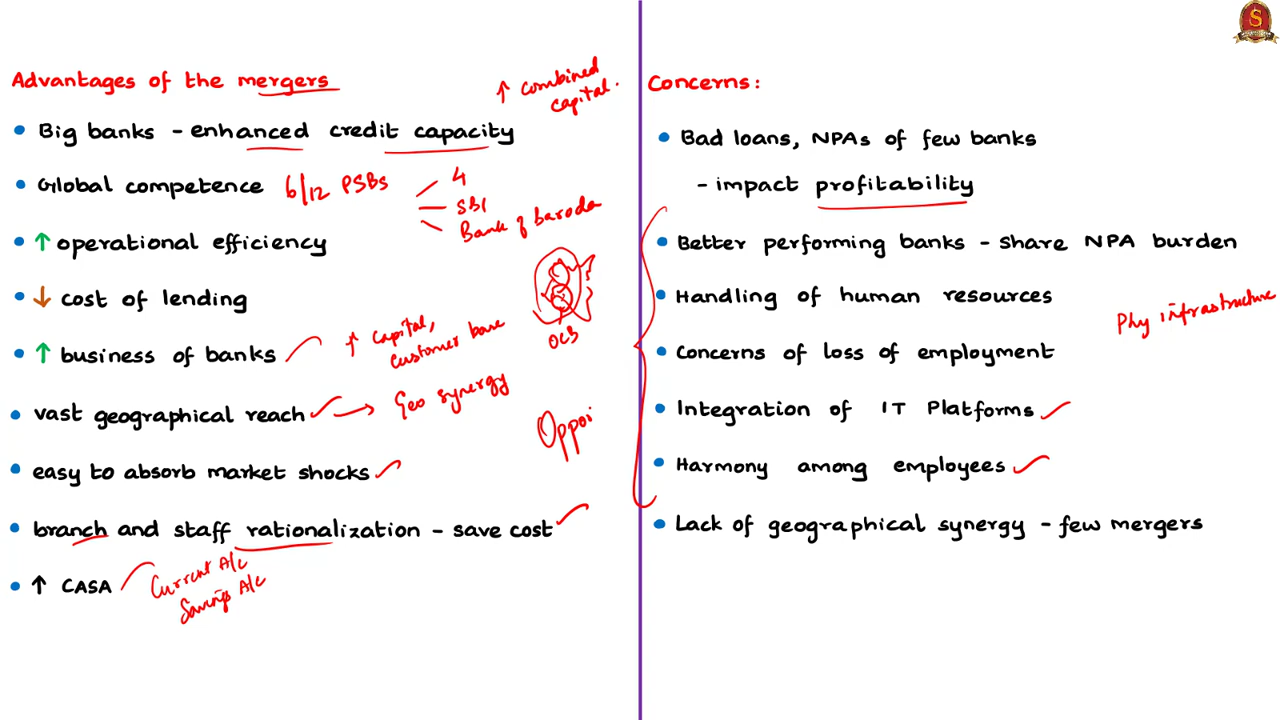 Advantages of the mergers
↑ combined
capital.
• Big banks - enhanced credit capacity
• Global competence 6/12 PSBs
4
SBI
Bank of baroda
• ↑ operational efficiency
• ↓ cost of lending
OCB
• ↑ business of banks
↑ capital,
customer base
• vast geographical reach → Geo synergy
Oppoi
• easy to absorb market shocks
• branch and staff rationalization - save cost
• ↑ CASA
Current A/c
Savings A/c
Concerns:
• Bad loans, NPAs of few banks
- impact profitability
• Better performing banks - share NPA burden
• Handling of human resources
Phy infrastructure
• Concerns of loss of employment
• Integration of IT Platforms
• Harmony among employees
• Lack of geographical synergy - few mergers
S